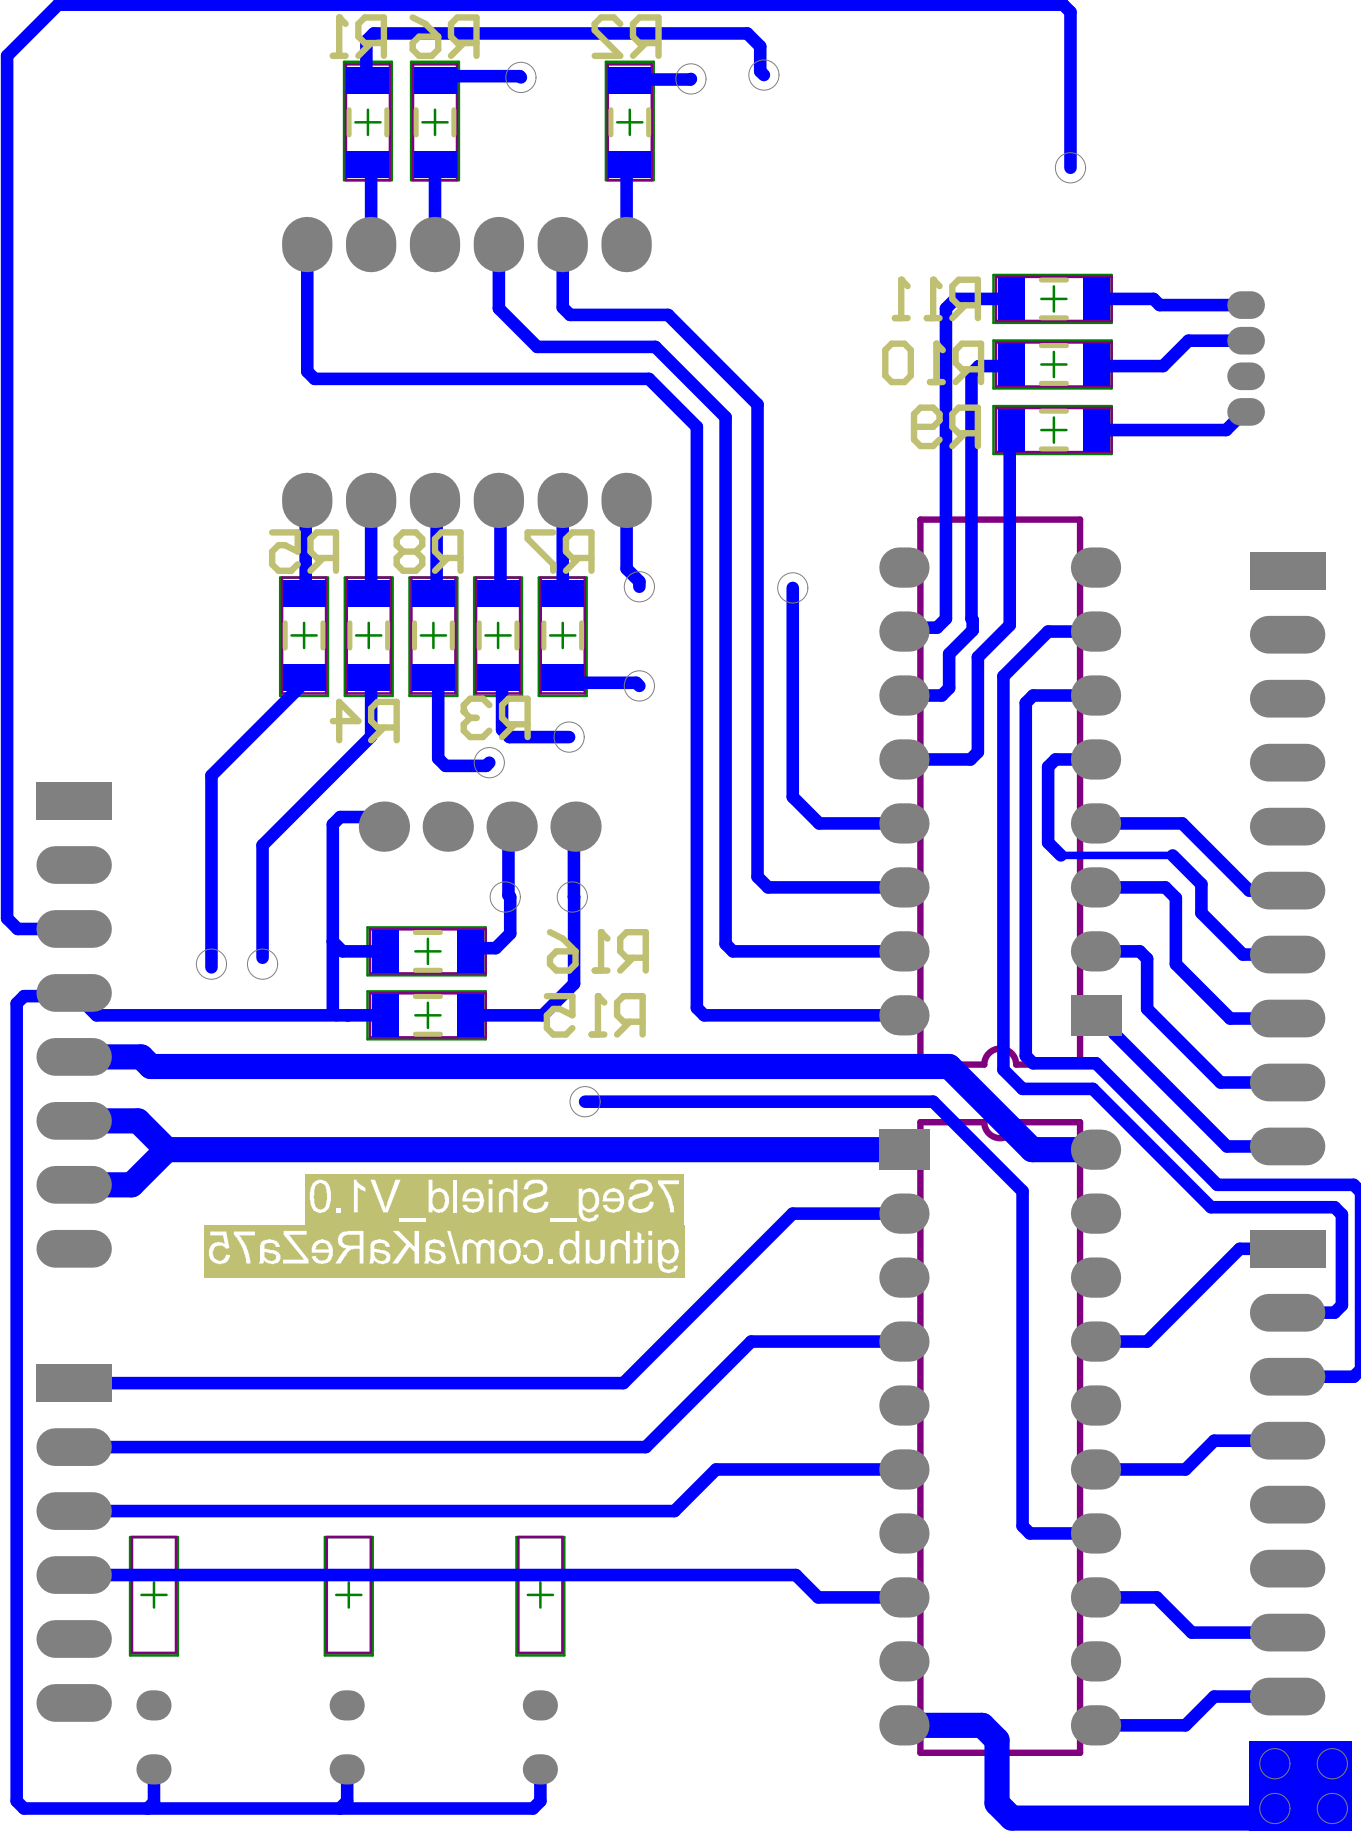 R1 R6 R2
R11
R10
R9
R5 R8 R7
R4 R3
R16
R15
7Seg_Shield_V1.0
github.com/aKaReZa75